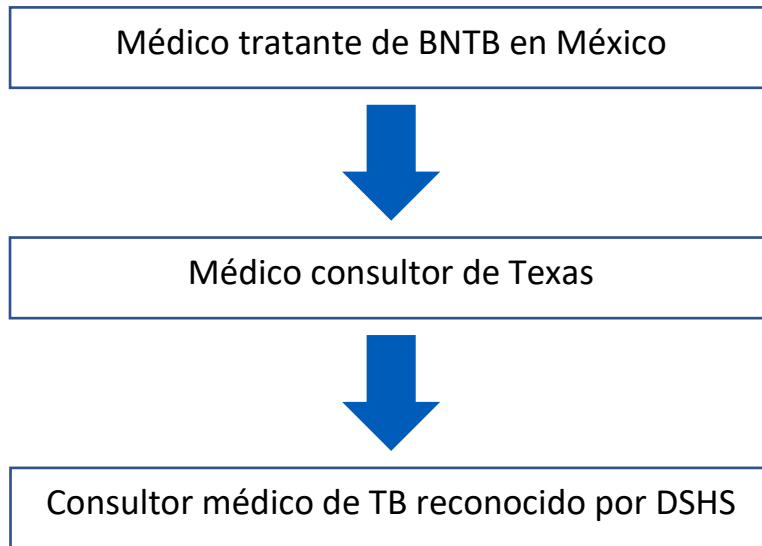 Médico tratante de BNTB en México
Médico consultor de Texas
Consultor médico de TB reconocido por DSHS